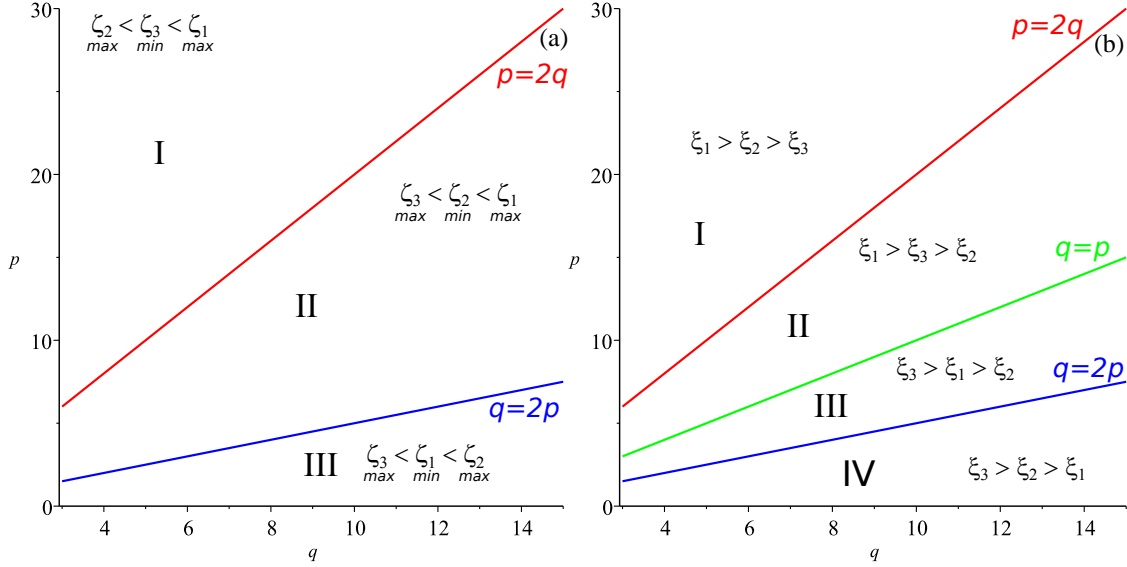 30
ζ2 < ζ3 < ζ1
max min max
(a)
p=2q
I
20
ζ3 < ζ2 < ζ1
max min max
p
II
10
q=2p
III
ζ3 < ζ1 < ζ2
max min max
0
4 6 8 10 12 14
q
30
p=2q
(b)
ξ1 > ξ2 > ξ3
20
I
ξ1 > ξ3 > ξ2
q=p
p
II
10
ξ3 > ξ1 > ξ2
q=2p
III
IV
ξ3 > ξ2 > ξ1
0
4 6 8 10 12 14
q